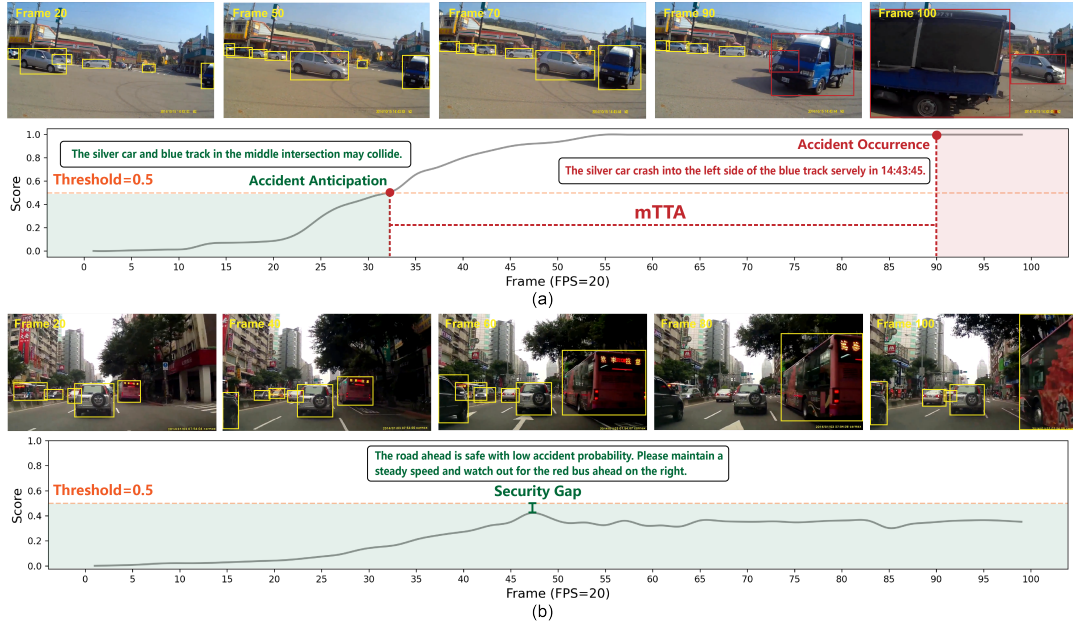 Frame 20
Frame 50
Frame 70
Frame 90
Frame 100
1.0
0.8
0.6
0.4
0.2
0.0
Score
The silver car and blue track in the middle intersection may collide.
Threshold=0.5
Accident Anticipation
Accident Occurrence
The silver car crash into the left side of the blue track servely in 14:43:45.
mTTA
0 5 10 15 20 25 30 35 40 45 50 55 60 65 70 75 80 85 90 95 100
Frame (FPS=20)
(a)
Frame 20
Frame
Frame
Frame
Frame 100
1.0
0.8
0.6
0.4
0.2
0.0
Score
The road ahead is safe with low accident probability. Please maintain a
steady speed and watch out for the red bus ahead on the right.
Threshold=0.5
Security Gap
0 5 10 15 20 25 30 35 40 45 50 55 60 65 70 75 80 85 90 95 100
Frame (FPS=20)
(b)